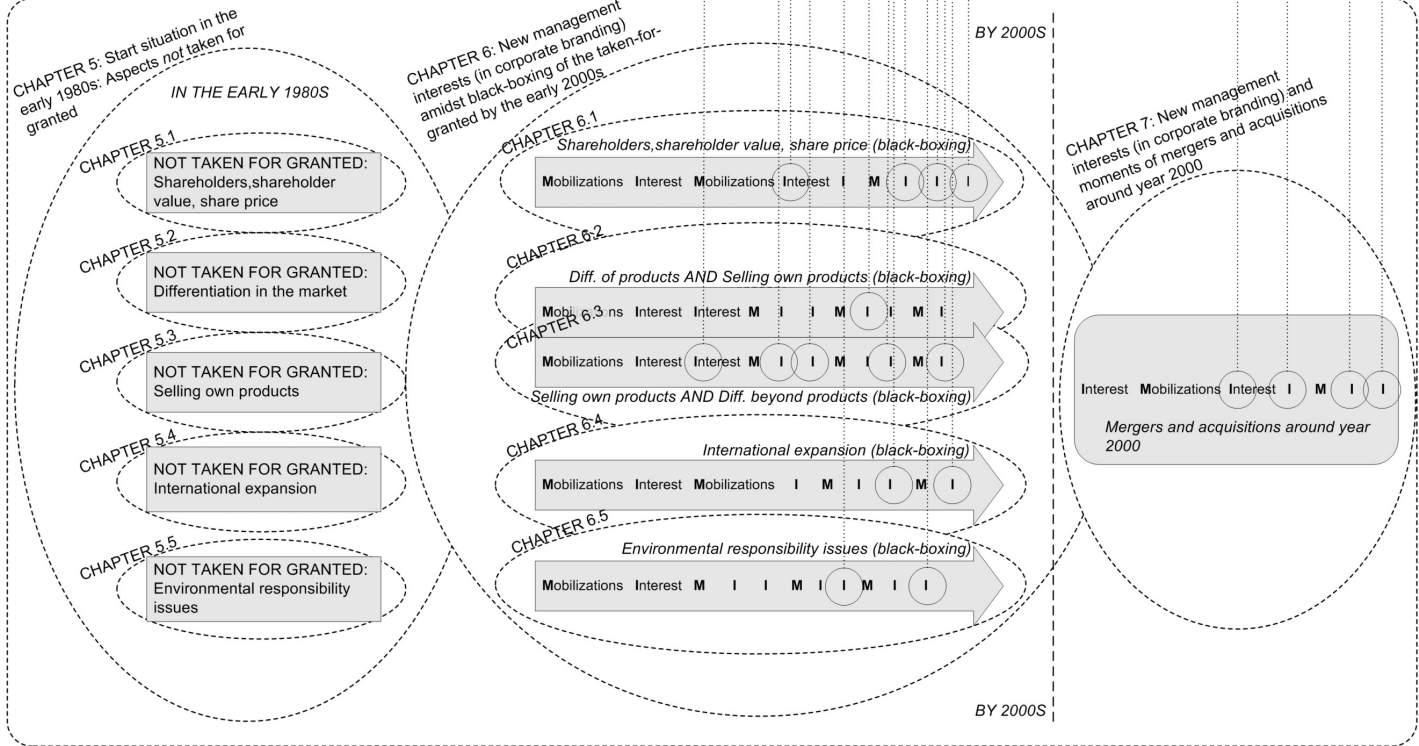 CHAPTER 5: Start situation in the
early 1980s: Aspects not taken for
granted
IN THE EARLY 1980S
CHAPTER 5.1
NOT TAKEN FOR GRANTED:
Shareholders,shareholder
value, share price
CHAPTER 5.2
NOT TAKEN FOR GRANTED:
Differentiation in the market
CHAPTER 5.3
NOT TAKEN FOR GRANTED:
Selling own products
CHAPTER 5.4
NOT TAKEN FOR GRANTED:
International expansion
CHAPTER 5.5
NOT TAKEN FOR GRANTED:
Environmental responsibility
issues
CHAPTER 6: New management
interests (in corporate branding)
amidst black-boxing of the taken-for-
granted by the early 2000s
CHAPTER 6.1
Shareholders,shareholder value, share price (black-boxing)
Mobilizations Interest Mobilizations Interest I M I I I
CHAPTER 6.2
Diff. of products AND Selling own products (black-boxing)
Mobilizations Interest Interest M I I M I I M I
CHAPTER 6.3
Mobilizations Interest Interest M I I M I I M I
Selling own products AND Diff. beyond products (black-boxing)
CHAPTER 6.4
International expansion (black-boxing)
Mobilizations Interest Mobilizations I M I I M I
CHAPTER 6.5
Environmental responsibility issues (black-boxing)
Mobilizations Interest M I I M I I M I I
BY 2000S
BY 2000S
CHAPTER 7: New management
interests (in corporate branding) and
moments of mergers and acquisitions
around year 2000
Interest Mobilizations Interest I M I I
Mergers and acquisitions around year
2000